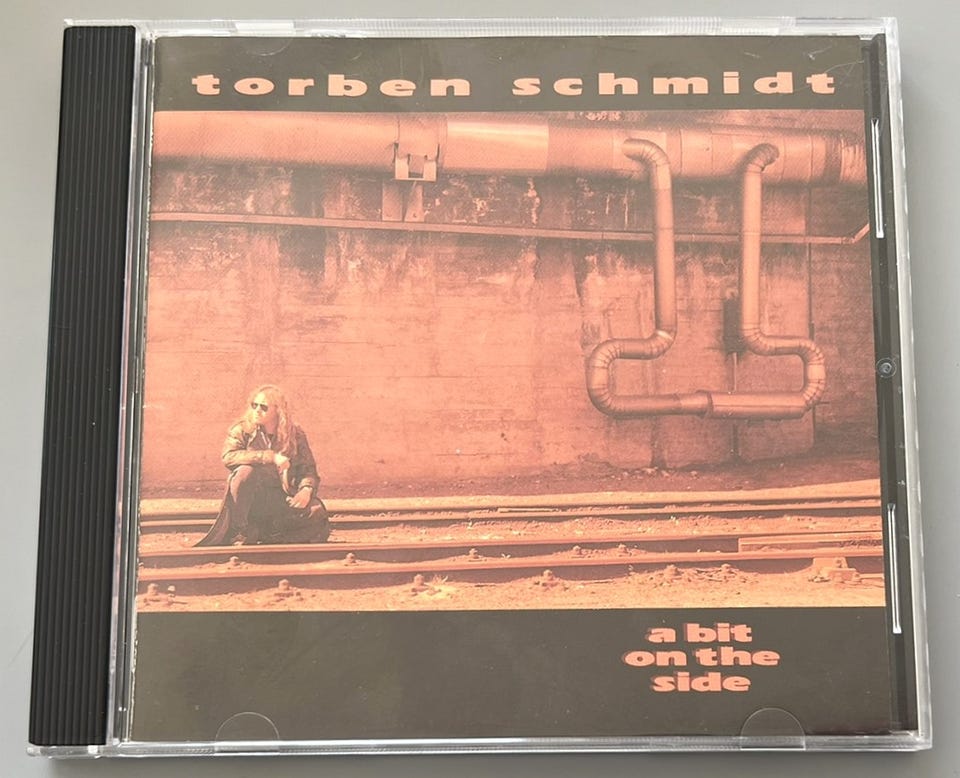 torben schmidt
a bit
on the
side